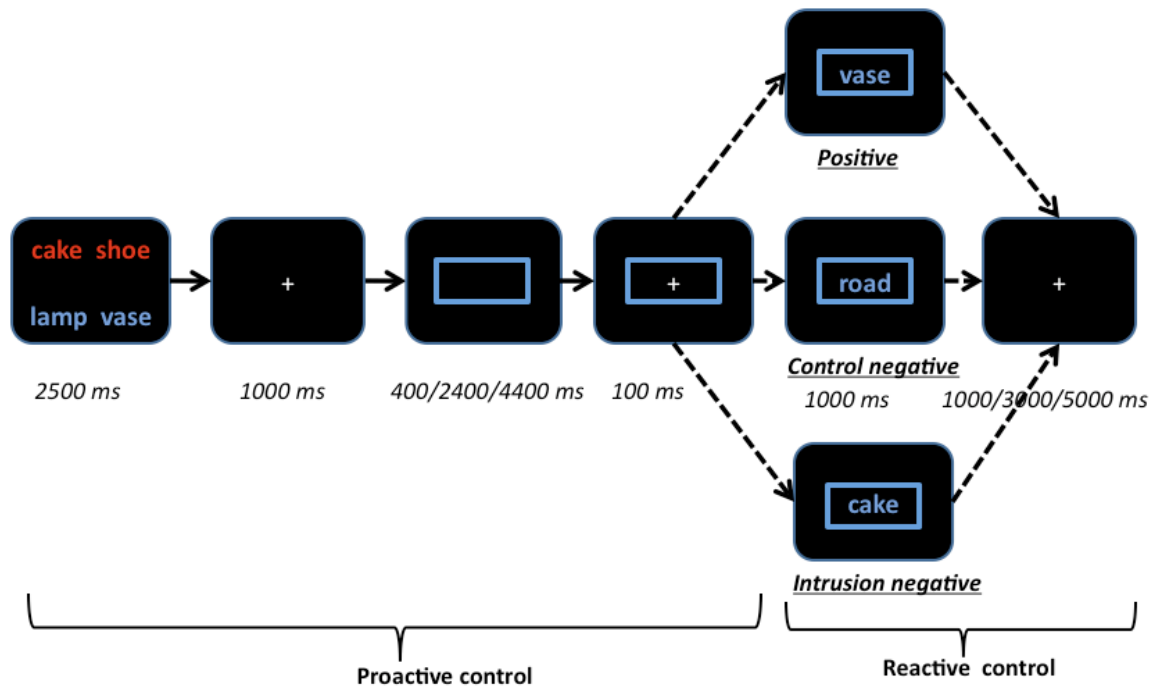 vase
Positive
cake shoe
lamp vase
+
+
road
+
2500 ms
1000 ms
400/2400/4400 ms
100 ms
Control negative
1000 ms
1000/3000/5000 ms
cake
Intrusion negative
Proactive control
Reactive control